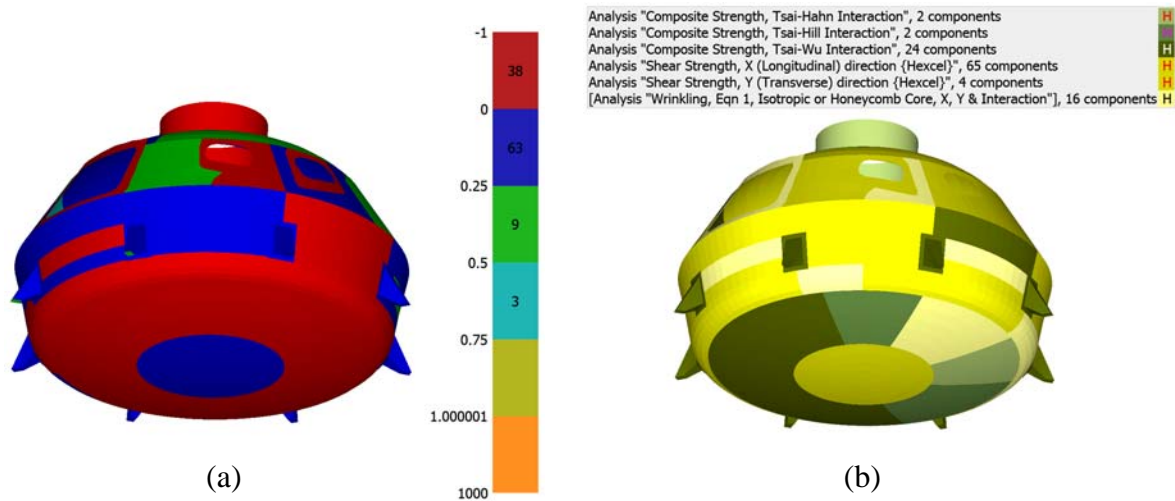 -1
38
0
63
0.25
9
0.5
3
0.75
1.000001
1000
(a)
Analysis "Composite Strength, Tsai-Hahn Interaction", 2 components H
Analysis "Composite Strength, Tsai-Hill Interaction", 2 components
Analysis "Composite Strength, Tsai-Wu Interaction", 24 components H
Analysis "Shear Strength, X (Longitudinal) direction {Hexcel}", 65 components H
Analysis "Shear Strength, Y (Transverse) direction {Hexcel}", 4 components H
[Analysis "Wrinkling, Eqn 1, Isotropic or Honeycomb Core, X, Y & Interaction"], 16 components H
(b)